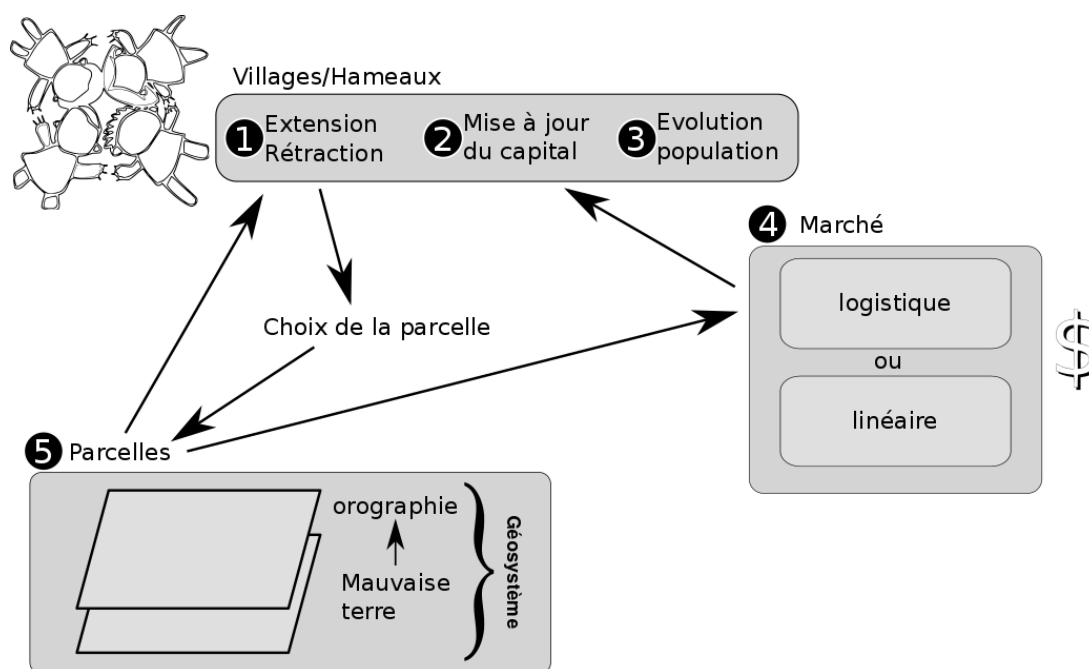 Villages/Hameaux
1 Extension
Rétraction
2 Mise à jour
du capital
3 Evolution
population
4 Marché
logistique
ou
linéaire
$
Choix de la parcelle
5 Parcelles
orographie
Mauvaise
terre
Géosystème